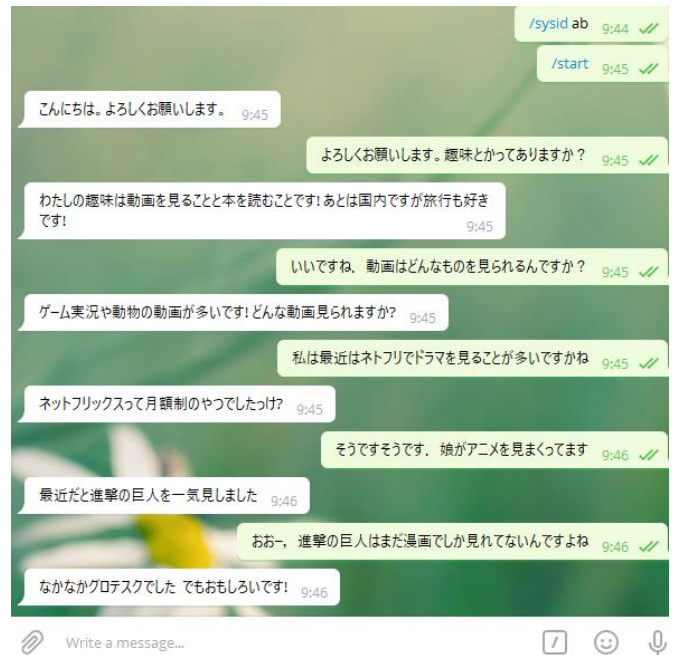 /sysid ab 9:44
/start 9:45
こんにちは。よろしくお願いします。 9:45
よろしくお願いします。趣味とかってありますか? 9:45
わたしの趣味は動画を見ることと本を読むことです!あとは国内ですが旅行も好き
です! 9:45
いいですね．動画はどんなものを見られるんですか? 9:45
ゲーム実況や動物の動画が多いです!どんな動画見られますか? 9:45
私は最近はネトフリでドラマを見ることが多いですかね 9:45
ネットフリックスって月額制のやつでしたっけ? 9:45
そうですそうです．娘がアニメを見まくってます 9:46
最近だと進撃の巨人を一気見しました 9:46
おおー，進撃の巨人はまだ漫画でしか見れてないんですよね 9:46
なかなかグロテスクでした でもおもしろいです! 9:46
Write a message...